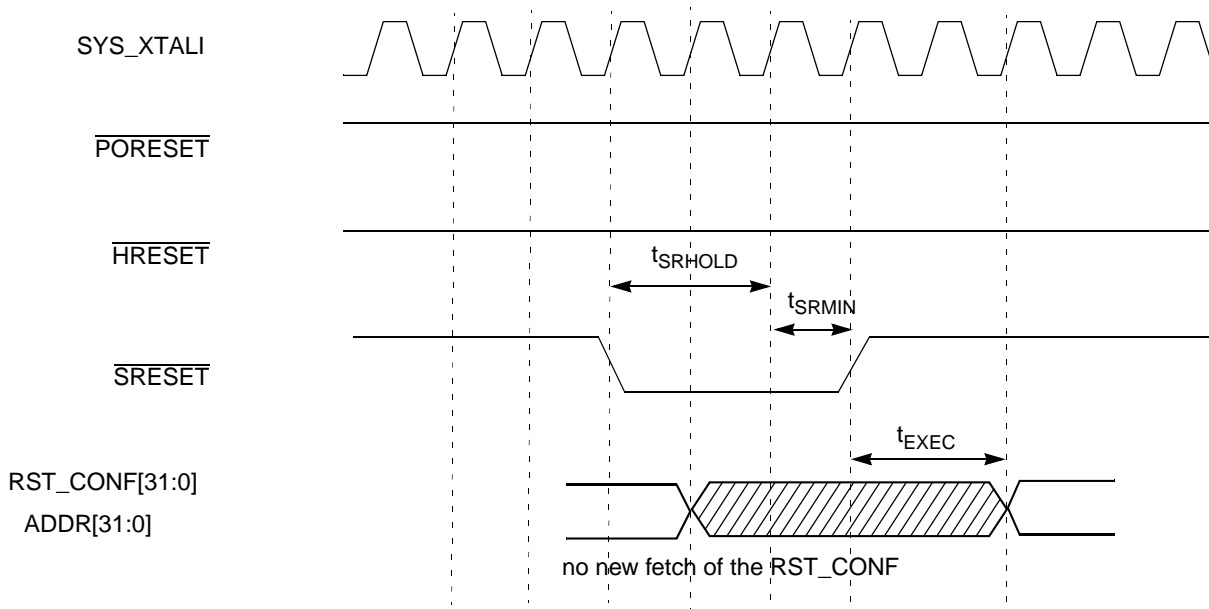 SYS_XTALI
PORESET
HRESET
tSRHOLD
tSRMIN
SRESET
tEXEC
RST_CONF[31:0]
ADDR[31:0]
no new fetch of the RST_CONF